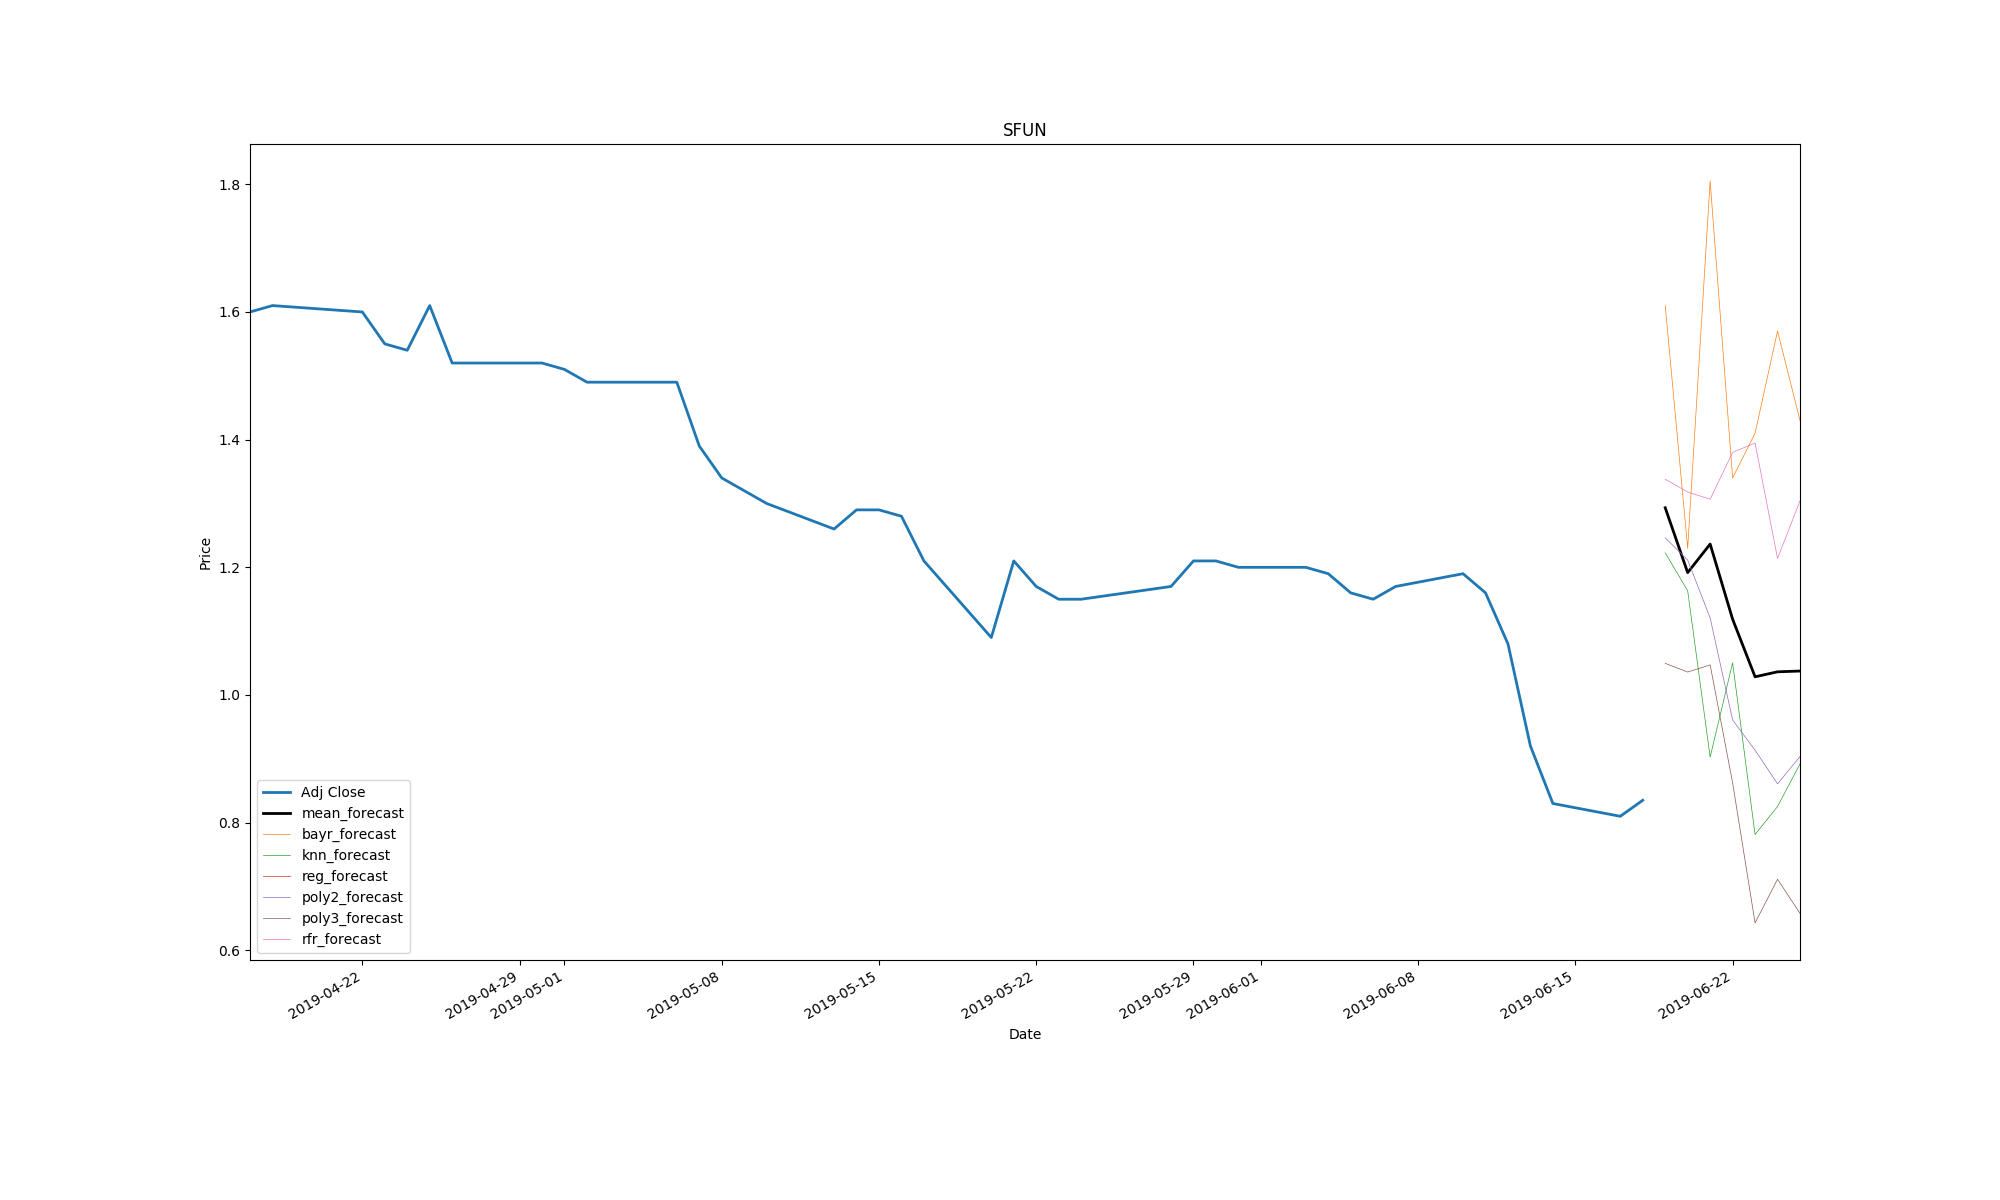 SFUN
1.8
1.6
1.4
1.2
1.0
0.8
0.6
Price
Adj Close
mean_forecast
bayr_forecast
knn_forecast
reg_forecast
poly2_forecast
poly3_forecast
rfr_forecast
2019-04-22
2019-04-29
2019-05-01
2019-05-08
2019-05-15
2019-05-22
2019-05-29
2019-06-01
2019-06-08
2019-06-15
2019-06-22
Date